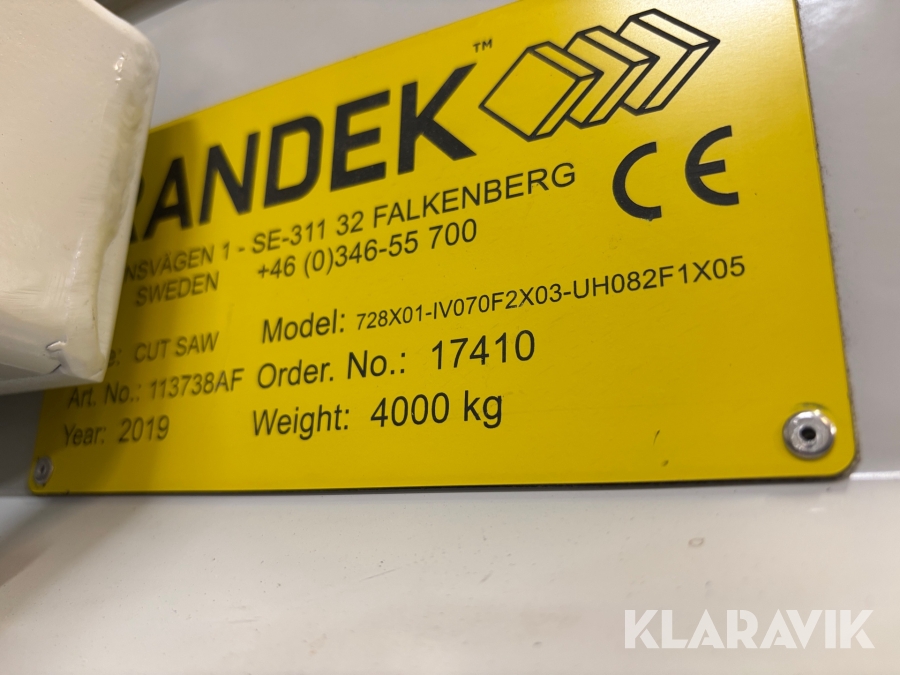 RANDEK™
NSVÄGEN 1 - SE-311 32 FALKENBERG
SWEDEN +46 (0)346-55 700
CE
CUT SAW Model: 728X01-IV070F2X03-UH082F1X05
Art. No.: 113738AF Order. No.: 17410
Year: 2019 Weight: 4000 kg
KLARAVIK